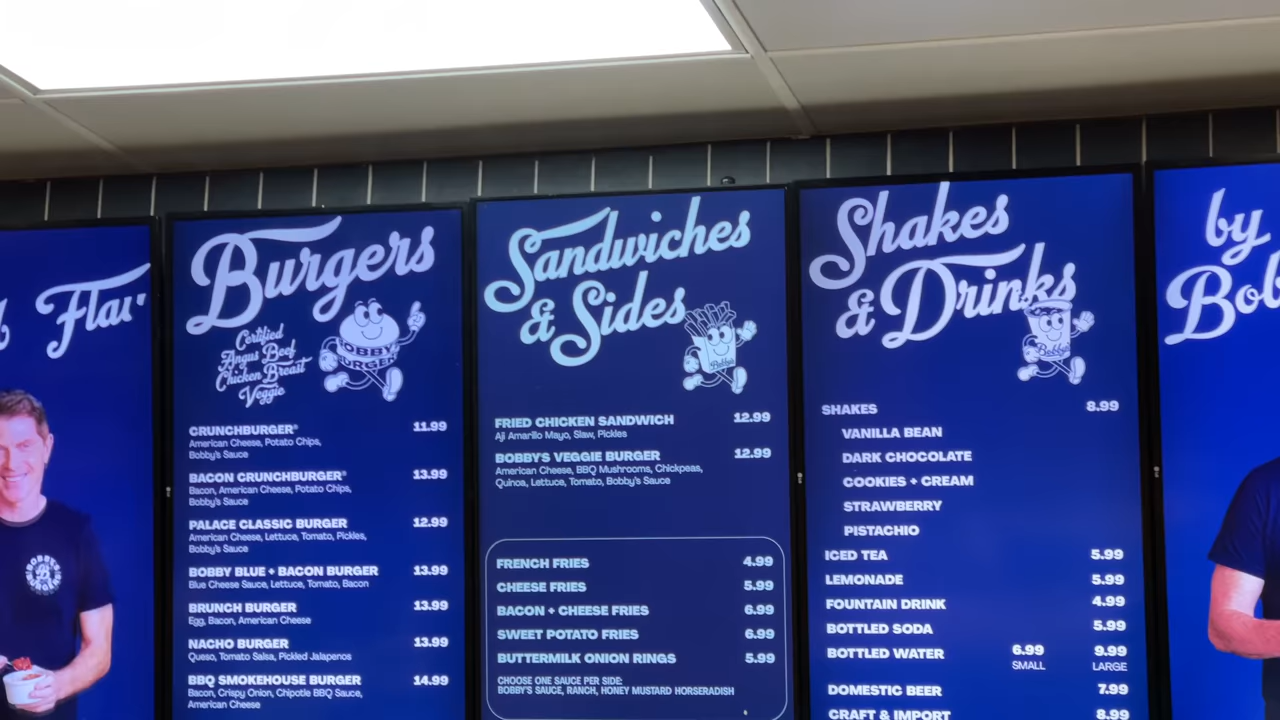 Burgers
Certified
Angus Beef
Chicken Breast
Veggie
BOBBY'S
BURGERS
CRUNCHBURGER® 11.99
American Cheese, Potato Chips,
Bobby's Sauce
BACON CRUNCHBURGER® 13.99
Bacon, American Cheese, Potato Chips,
Bobby's Sauce
PALACE CLASSIC BURGER 12.99
American Cheese, Lettuce, Tomato, Pickles,
Bobby's Sauce
BOBBY BLUE + BACON BURGER 13.99
Blue Cheese Sauce, Lettuce, Tomato, Bacon
BRUNCH BURGER 13.99
Egg, Bacon, American Cheese
NACHO BURGER 13.99
Queso, Tomato Salsa, Pickled Jalapenos
BBQ SMOKEHOUSE BURGER 14.99
Bacon, Crispy Onion, Chipotle BBQ Sauce,
American Cheese
Sandwiches
& Sides
Bobby's
FRIED CHICKEN SANDWICH 12.99
Aji Amarillo Mayo, Slaw, Pickles
BOBBY'S VEGGIE BURGER 12.99
American Cheese, BBQ Mushrooms, Chickpeas,
Quinoa, Lettuce, Tomato, Bobby's Sauce
FRENCH FRIES 4.99
CHEESE FRIES 5.99
BACON + CHEESE FRIES 6.99
SWEET POTATO FRIES 6.99
BUTTERMILK ONION RINGS 5.99
CHOOSE ONE SAUCE PER SIDE:
BOBBY'S SAUCE, RANCH, HONEY MUSTARD HORSERADISH
Shakes
& Drinks
Bobby's
SHAKES 8.99
VANILLA BEAN
DARK CHOCOLATE
COOKIES + CREAM
STRAWBERRY
PISTACHIO
ICED TEA 5.99
LEMONADE 5.99
FOUNTAIN DRINK 4.99
BOTTLED SODA 5.99
BOTTLED WATER 6.99 9.99
SMALL LARGE
DOMESTIC BEER 7.99
CRAFT & IMPORT 8.99
by
Bob